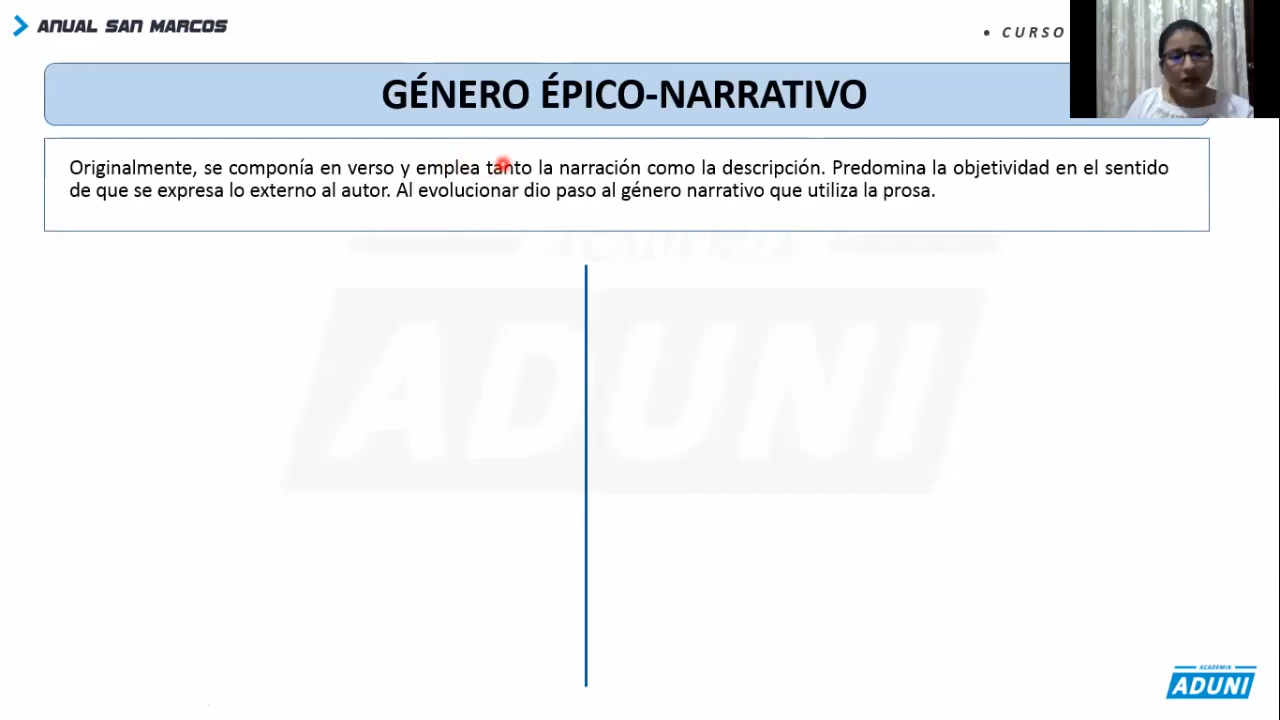 ANUAL SAN MARCOS
• CURSO
GÉNERO ÉPICO-NARRATIVO
Originalmente, se componía en verso y emplea tanto la narración como la descripción. Predomina la objetividad en el sentido
de que se expresa lo externo al autor. Al evolucionar dio paso al género narrativo que utiliza la prosa.
ACADEMIA
ADUNI
ACADEMIA
ADUNI